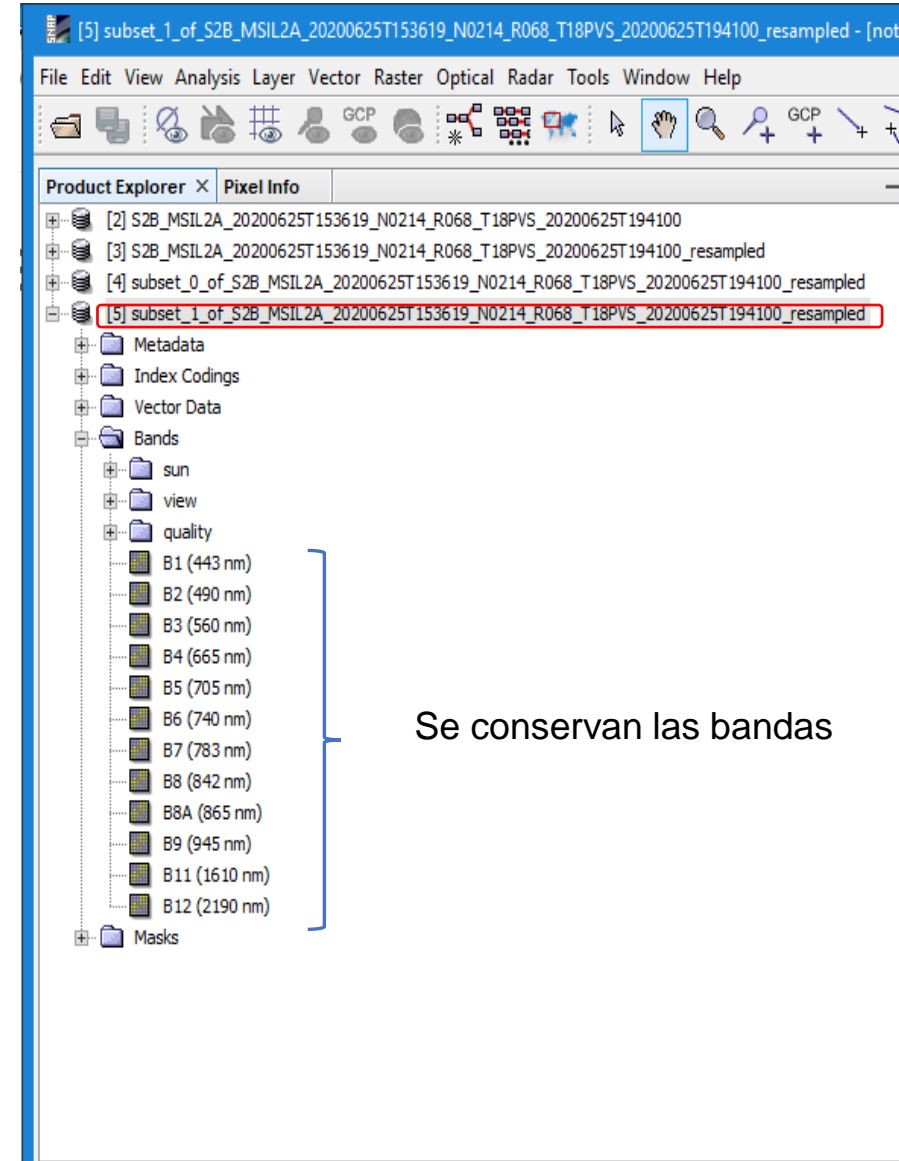 [5] subset_1_of_S2B_MSIL2A_20200625T153619_N0214_R068_T18PVS_20200625T194100_resampled - [not
File Edit View Analysis Layer Vector Raster Optical Radar Tools Window Help
GCP GCP
Product Explorer × Pixel Info
[2] S2B_MSIL2A_20200625T153619_N0214_R068_T18PVS_20200625T194100
[3] S2B_MSIL2A_20200625T153619_N0214_R068_T18PVS_20200625T194100_resampled
[4] subset_0_of_S2B_MSIL2A_20200625T153619_N0214_R068_T18PVS_20200625T194100_resampled
[5] subset_1_of_S2B_MSIL2A_20200625T153619_N0214_R068_T18PVS_20200625T194100_resampled
Metadata
Index Codings
Vector Data
Bands
sun
view
quality
B1 (443 nm)
B2 (490 nm)
B3 (560 nm)
B4 (665 nm)
B5 (705 nm)
B6 (740 nm)
Se conservan las bandas
B7 (783 nm)
B8 (842 nm)
B8A (865 nm)
B9 (945 nm)
B11 (1610 nm)
B12 (2190 nm)
Masks